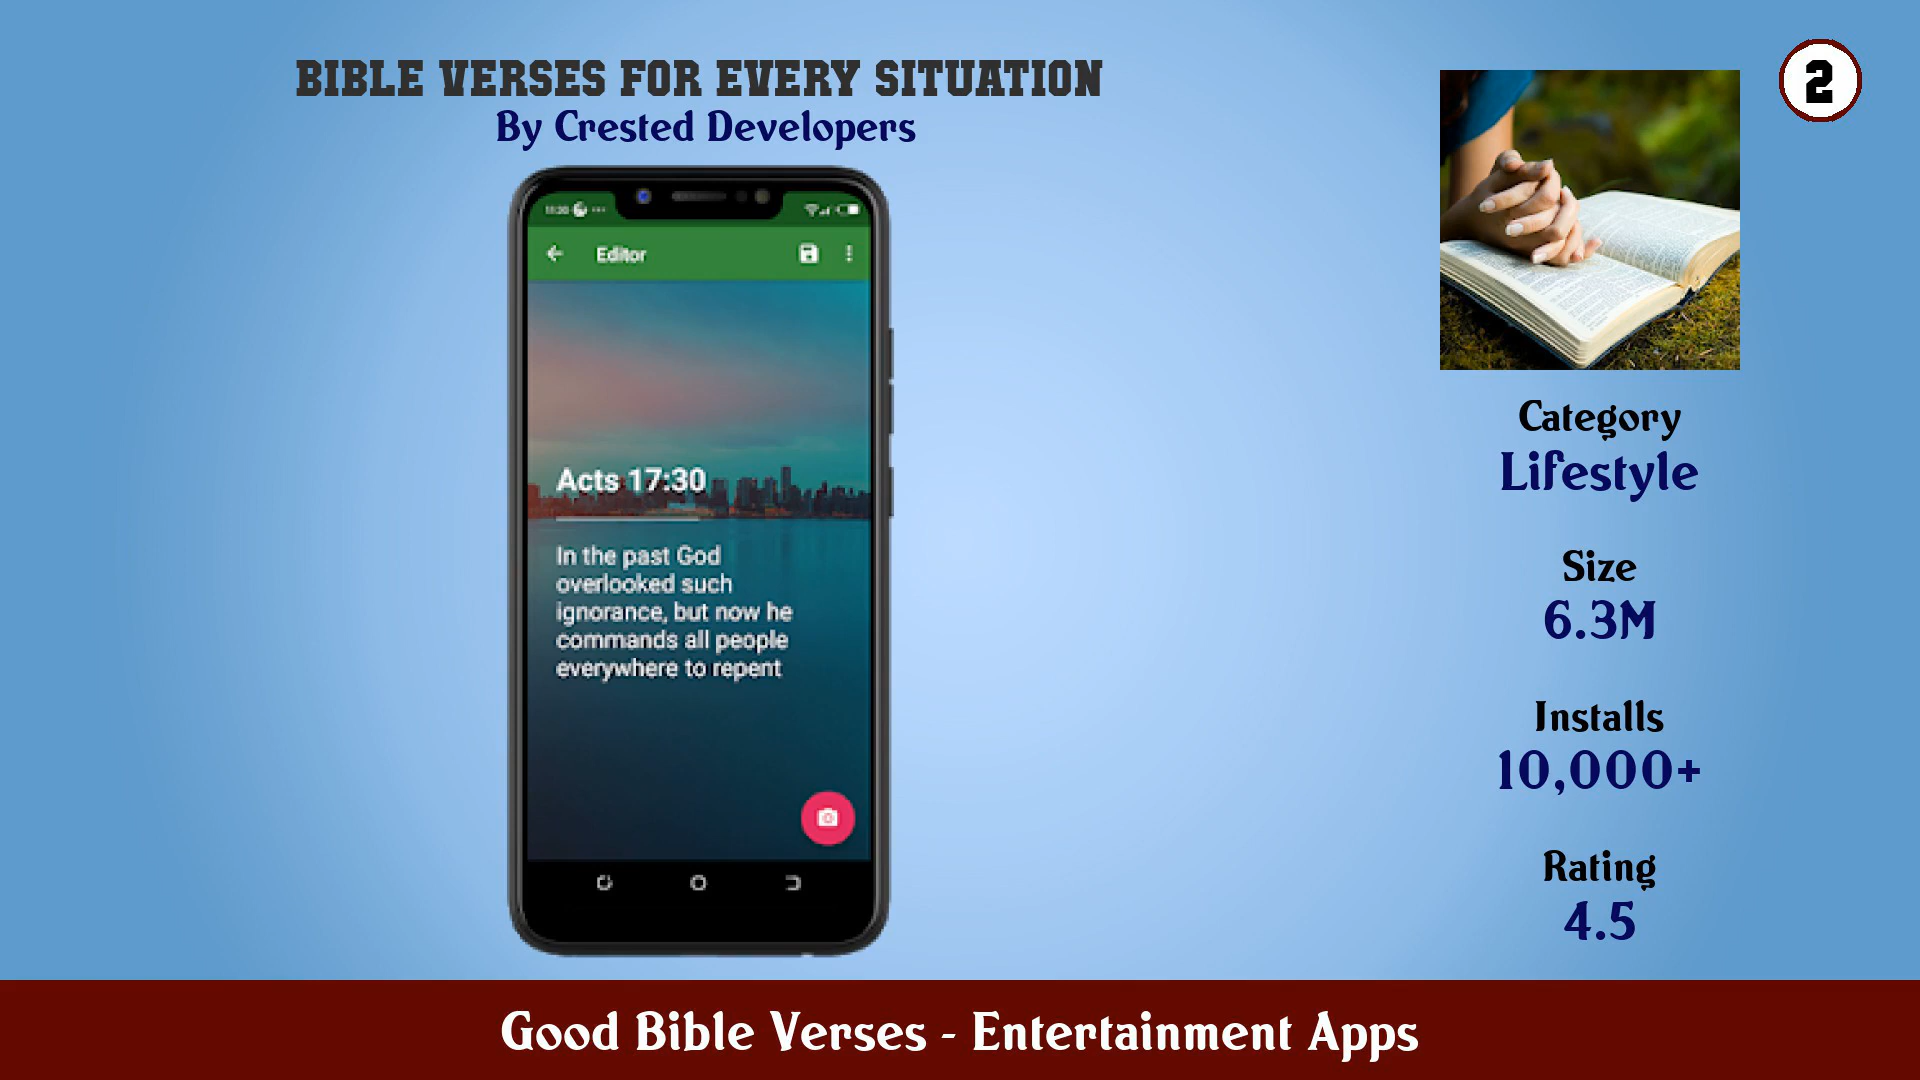 BIBLE VERSES FOR EVERY SITUATION
By Crested Developers
2
11:20
Editor
Acts 17:30
In the past God
overlooked such
ignorance, but now he
commands all people
everywhere to repent
Category
Lifestyle
Size
6.3M
Installs
10,000+
Rating
4.5
Good Bible Verses - Entertainment Apps